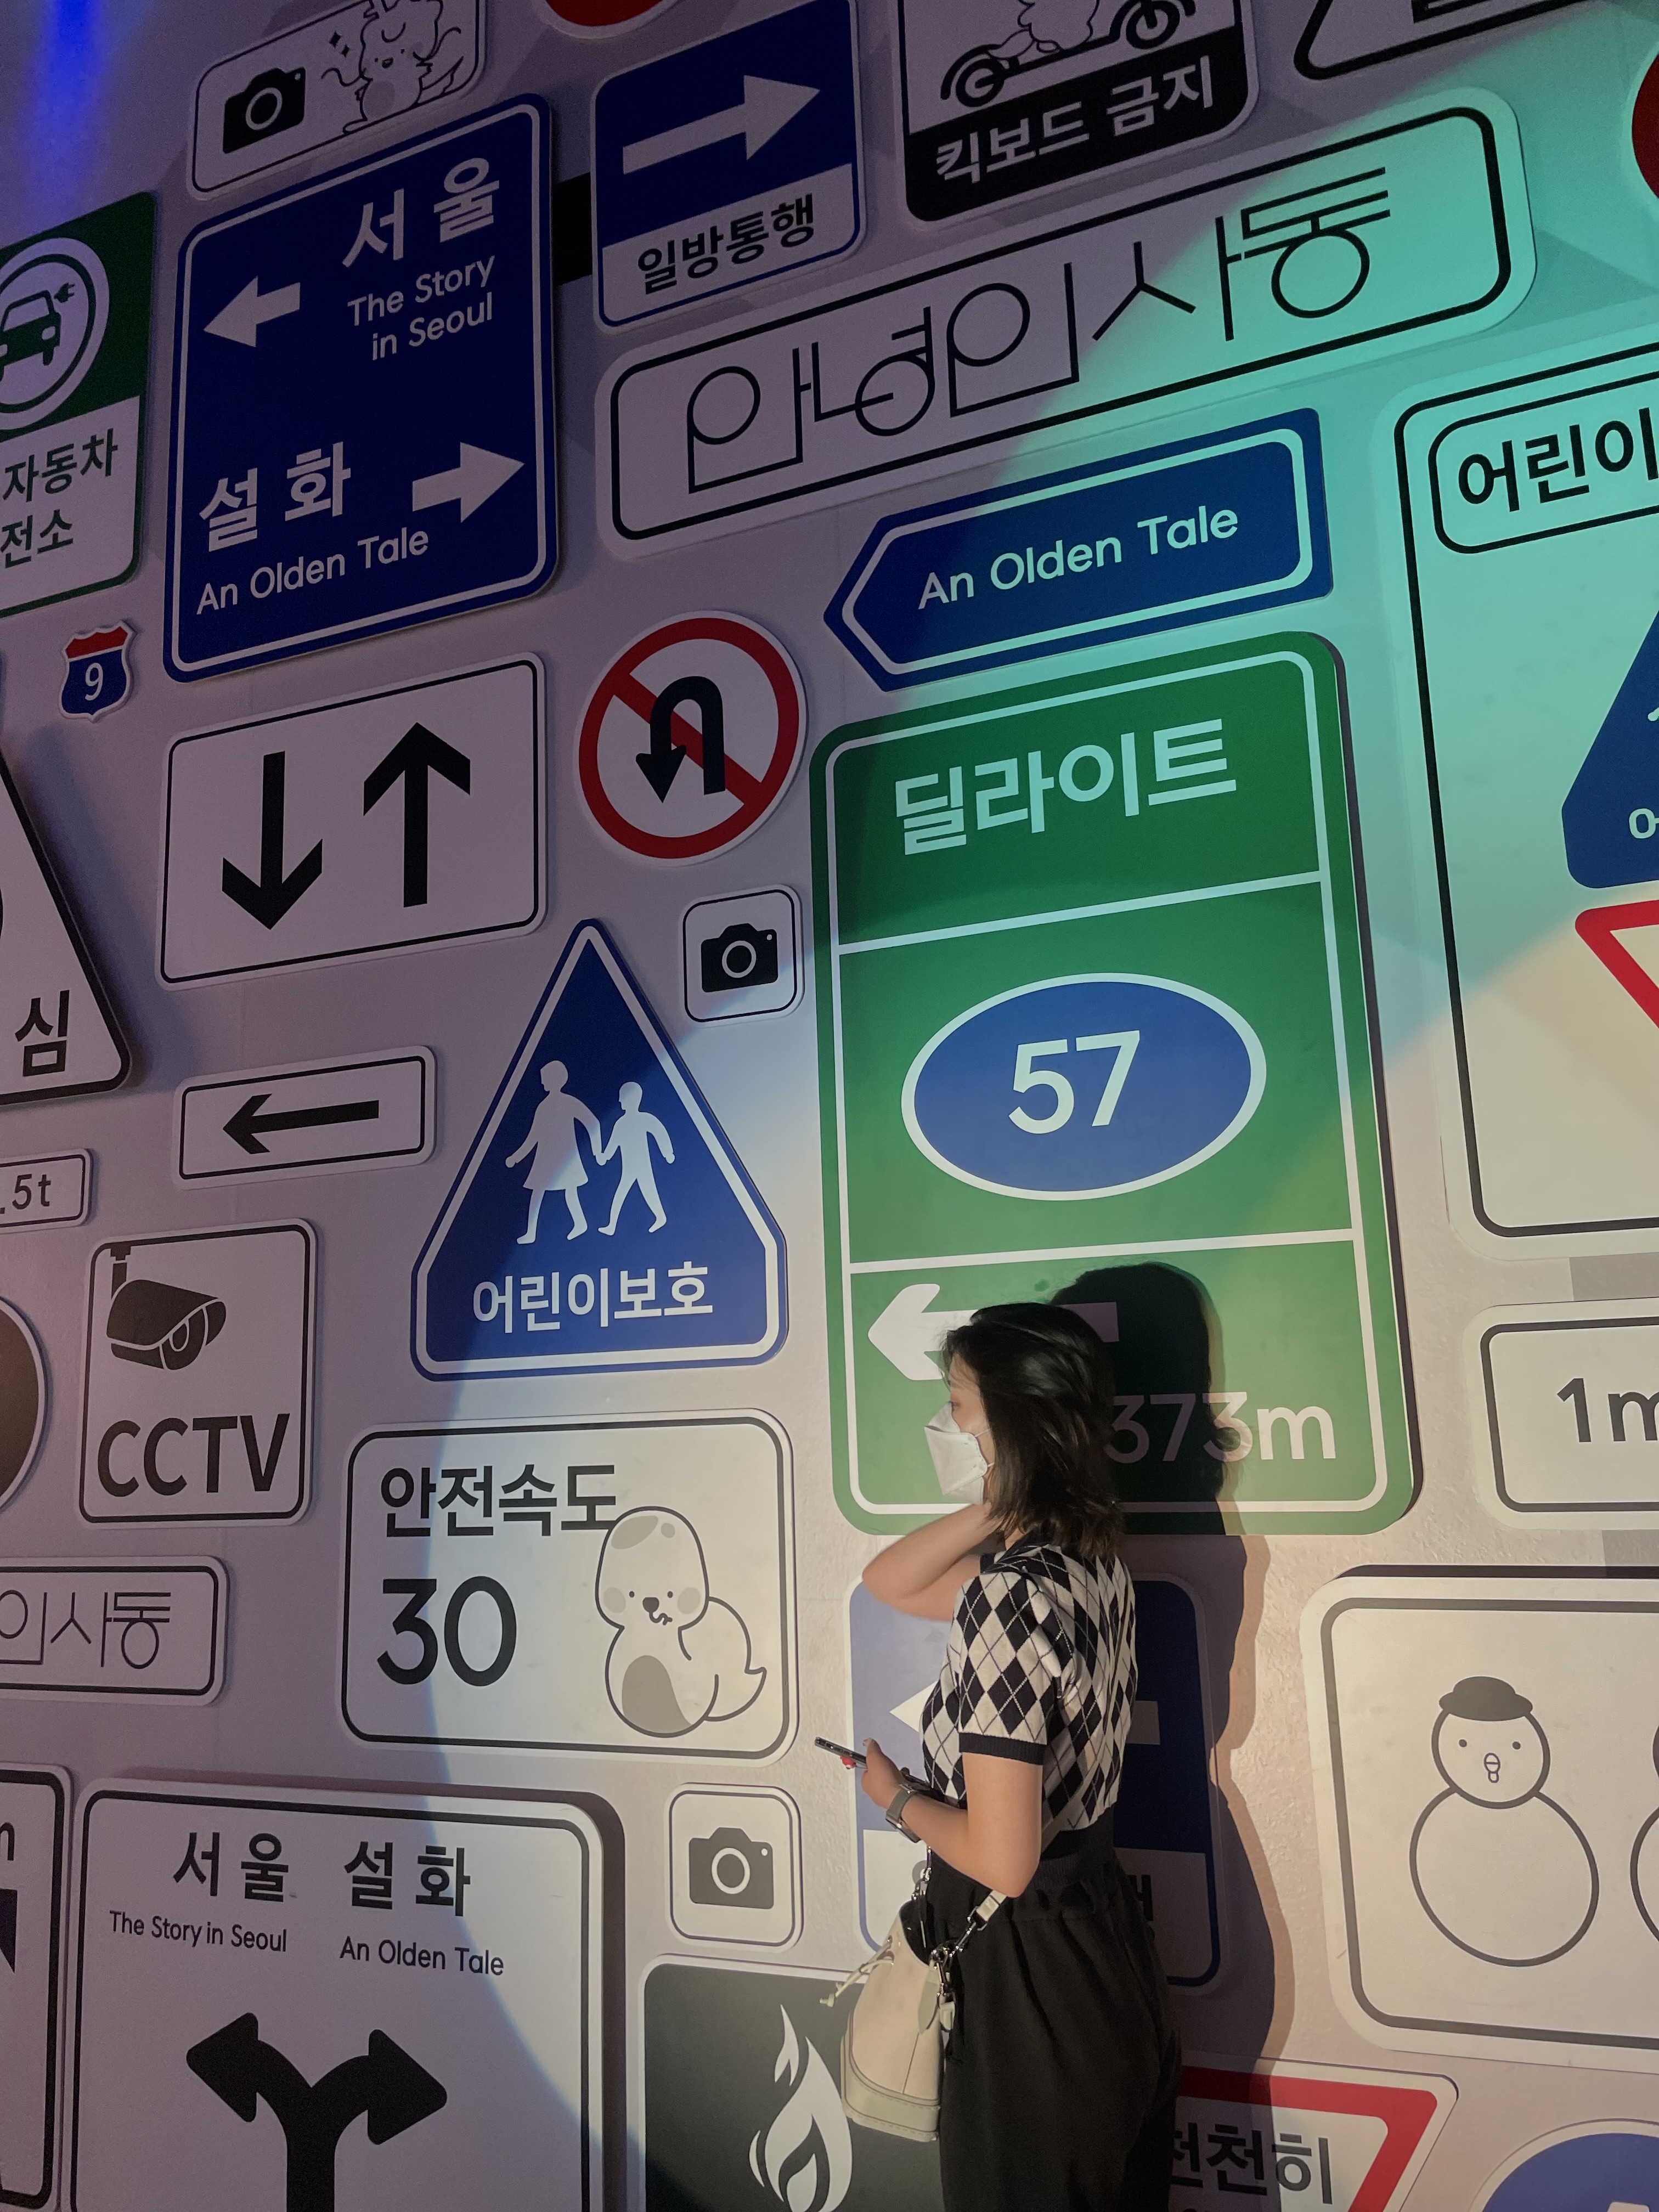 서울
The Story
in Seoul
설화
An Olden Tale
일방통행
킥보드 금지
안녕인사동
자동차
전소
9
An Olden Tale
어린이
딜라이트
57
373m
심
.5t
어린이보호
CCTV
안전속도
30
1m
서울 설화
The Story in Seoul An Olden Tale
천천히